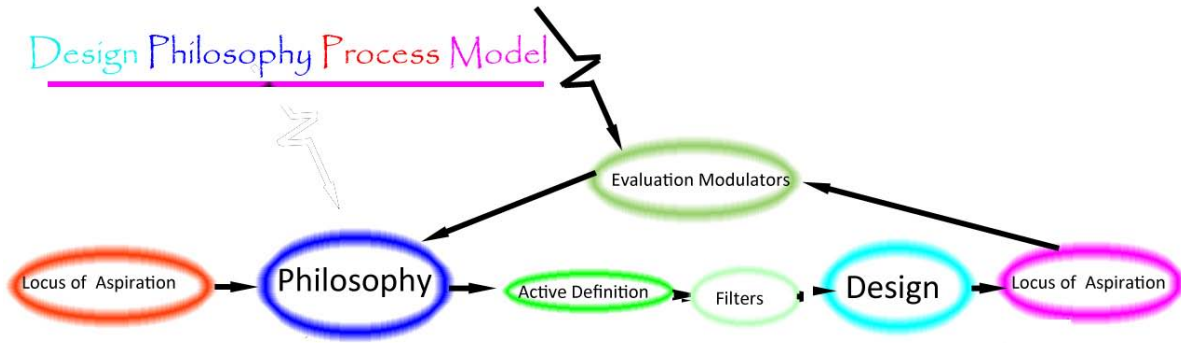 Design Philosophy Process Model
Evaluation Modulators
Locus of Aspiration
Philosophy
Active Definition
Filters
Design
Locus of Aspiration